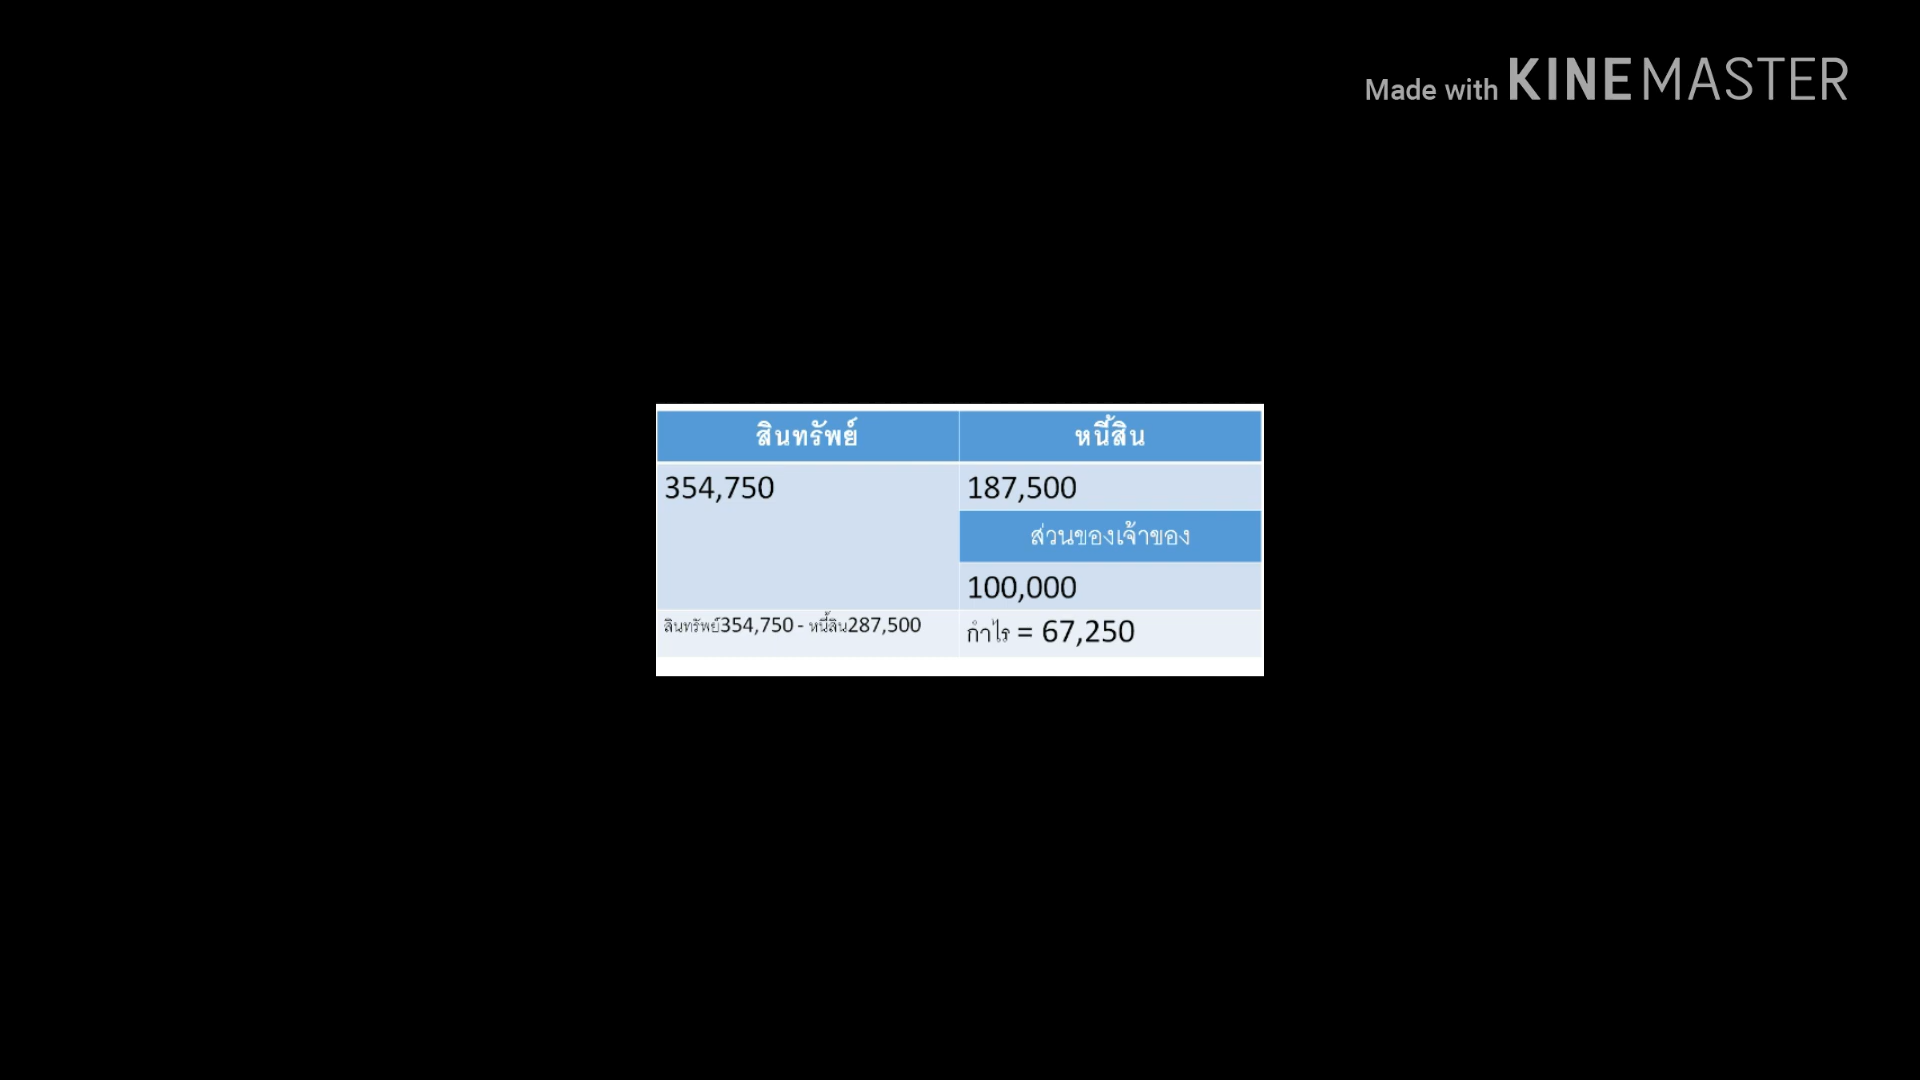 Made with KINEMASTER
สินทรัพย์ หนี้สิน
354,750 187,500
ส่วนของเจ้าของ
100,000
สินทรัพย์354,750 - หนี้สิน287,500 กำไร = 67,250